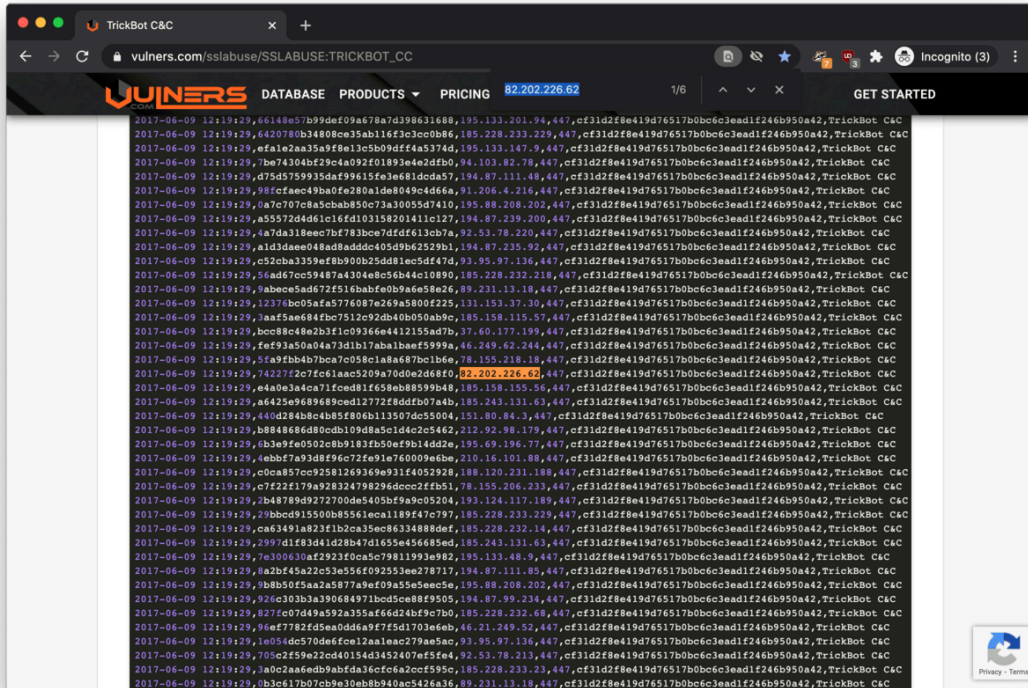 TrickBot C&C
vulners.com/sslabuse/SSLABUSE:TRICKBOT_CC
7
3
Incognito (3)
VULNERS
.COM
DATABASE PRODUCTS PRICING
82.202.226.62 1/6
GET STARTED
2017-06-09 12:19:29,66148e57b99def09a678a7d398631688,195.133.201.94,447,cf31d2f8e419d76517b0bc6c3ead1f246b950a42,TrickBot C&C
2017-06-09 12:19:29,6420780b34808ce35ab116f3c3cc0b86,185.228.233.229,447,cf31d2f8e419d76517b0bc6c3ead1f246b950a42,TrickBot C&C
2017-06-09 12:19:29,efa1e2aa35a9f8e13c5b09dff4a5374d,195.133.147.9,447,cf31d2f8e419d76517b0bc6c3ead1f246b950a42,TrickBot C&C
2017-06-09 12:19:29,7be74304bf29c4a092f01893e4e2dfb0,94.103.82.78,447,cf31d2f8e419d76517b0bc6c3ead1f246b950a42,TrickBot C&C
2017-06-09 12:19:29,d75d5759935daf99615fe3e681dcda57,194.87.111.48,447,cf31d2f8e419d76517b0bc6c3ead1f246b950a42,TrickBot C&C
2017-06-09 12:19:29,98fcfaec49ba0fe280a1de8049c4d66a,91.206.4.216,447,cf31d2f8e419d76517b0bc6c3ead1f246b950a42,TrickBot C&C
2017-06-09 12:19:29,0a7c707c8a5cbab850c73a30055d7410,195.88.208.202,447,cf31d2f8e419d76517b0bc6c3ead1f246b950a42,TrickBot C&C
2017-06-09 12:19:29,a55572d4d61c16fd103158201411c127,194.87.239.200,447,cf31d2f8e419d76517b0bc6c3ead1f246b950a42,TrickBot C&C
2017-06-09 12:19:29,4a7da318eec7bf783bce7dfdf613cb7a,92.53.78.220,447,cf31d2f8e419d76517b0bc6c3ead1f246b950a42,TrickBot C&C
2017-06-09 12:19:29,a1d3daee048ad8adddc405d9b62529b1,194.87.235.92,447,cf31d2f8e419d76517b0bc6c3ead1f246b950a42,TrickBot C&C
2017-06-09 12:19:29,c52cba3359ef8b900b25dd81ec5df47d,93.95.97.136,447,cf31d2f8e419d76517b0bc6c3ead1f246b950a42,TrickBot C&C
2017-06-09 12:19:29,56ad67cc59487a4304e8c56b44c10890,185.228.232.218,447,cf31d2f8e419d76517b0bc6c3ead1f246b950a42,TrickBot C&C
2017-06-09 12:19:29,9abece5ad672f516babfe0b9a6e58e26,89.231.13.18,447,cf31d2f8e419d76517b0bc6c3ead1f246b950a42,TrickBot C&C
2017-06-09 12:19:29,12376bc05afa5776087e269a5800f225,131.153.37.30,447,cf31d2f8e419d76517b0bc6c3ead1f246b950a42,TrickBot C&C
2017-06-09 12:19:29,3aaf5ae684fbc7512c92db40b050ab9c,185.158.115.57,447,cf31d2f8e419d76517b0bc6c3ead1f246b950a42,TrickBot C&C
2017-06-09 12:19:29,bcc88c48e2b3f1c09366e4412155ad7b,37.60.177.199,447,cf31d2f8e419d76517b0bc6c3ead1f246b950a42,TrickBot C&C
2017-06-09 12:19:29,fef93a50a04a73d1b17aba1baef5999a,46.249.62.244,447,cf31d2f8e419d76517b0bc6c3ead1f246b950a42,TrickBot C&C
2017-06-09 12:19:29,5fa9fbb4b7bca7c058c1a8a687bc1b6e,78.155.218.18,447,cf31d2f8e419d76517b0bc6c3ead1f246b950a42,TrickBot C&C
2017-06-09 12:19:29,74227f2c7fc61aac5209a70d0e2d68f0,82.202.226.62,447,cf31d2f8e419d76517b0bc6c3ead1f246b950a42,TrickBot C&C
2017-06-09 12:19:29,e4a0e3a4ca71fced81f658eb88599b48,185.158.155.56,447,cf31d2f8e419d76517b0bc6c3ead1f246b950a42,TrickBot C&C
2017-06-09 12:19:29,a6425e9689689ced12772f8ddfb07a4b,185.243.131.63,447,cf31d2f8e419d76517b0bc6c3ead1f246b950a42,TrickBot C&C
2017-06-09 12:19:29,440d284b8c4b85f806b113507dc55004,151.80.84.3,447,cf31d2f8e419d76517b0bc6c3ead1f246b950a42,TrickBot C&C
2017-06-09 12:19:29,b8848686d80cdb109d8a5c1d4c2c5462,212.92.98.179,447,cf31d2f8e419d76517b0bc6c3ead1f246b950a42,TrickBot C&C
2017-06-09 12:19:29,6b3e9fe0502c8b9183fb50ef9b14dd2e,195.69.196.77,447,cf31d2f8e419d76517b0bc6c3ead1f246b950a42,TrickBot C&C
2017-06-09 12:19:29,4ebbf7a93d8f96c72fe91e760009e6be,210.16.101.88,447,cf31d2f8e419d76517b0bc6c3ead1f246b950a42,TrickBot C&C
2017-06-09 12:19:29,c0ca857cc92581269369e931f4052928,188.120.231.188,447,cf31d2f8e419d76517b0bc6c3ead1f246b950a42,TrickBot C&C
2017-06-09 12:19:29,c7f22f179a928324798296dccc2ffb51,78.155.206.233,447,cf31d2f8e419d76517b0bc6c3ead1f246b950a42,TrickBot C&C
2017-06-09 12:19:29,2b48789d9272700de5405bf9a9c05204,193.124.117.189,447,cf31d2f8e419d76517b0bc6c3ead1f246b950a42,TrickBot C&C
2017-06-09 12:19:29,29bbcd915500b85561eca1189f47c797,185.228.233.229,447,cf31d2f8e419d76517b0bc6c3ead1f246b950a42,TrickBot C&C
2017-06-09 12:19:29,ca63491a823f1b2ca35ec86334888def,185.228.232.14,447,cf31d2f8e419d76517b0bc6c3ead1f246b950a42,TrickBot C&C
2017-06-09 12:19:29,2997d1f83d41d28b47d1655e456685ed,185.243.131.63,447,cf31d2f8e419d76517b0bc6c3ead1f246b950a42,TrickBot C&C
2017-06-09 12:19:29,7e300630af2923f0ca5c79811993e982,195.133.48.9,447,cf31d2f8e419d76517b0bc6c3ead1f246b950a42,TrickBot C&C
2017-06-09 12:19:29,8a2bf45a22c53e556f092553ee278717,194.87.111.85,447,cf31d2f8e419d76517b0bc6c3ead1f246b950a42,TrickBot C&C
2017-06-09 12:19:29,9b8b50f5aa2a5877a9ef09a55e5eec5e,195.88.208.202,447,cf31d2f8e419d76517b0bc6c3ead1f246b950a42,TrickBot C&C
2017-06-09 12:19:29,926c303b3a390684971bcd5ce88f9505,194.87.99.234,447,cf31d2f8e419d76517b0bc6c3ead1f246b950a42,TrickBot C&C
2017-06-09 12:19:29,827fc07d49a592a355af66d24bf9c7b0,185.228.232.68,447,cf31d2f8e419d76517b0bc6c3ead1f246b950a42,TrickBot C&C
2017-06-09 12:19:29,96ef7782fd5ea0dd6a9f7f5d1703e6eb,46.21.249.52,447,cf31d2f8e419d76517b0bc6c3ead1f246b950a42,TrickBot C&C
2017-06-09 12:19:29,1e054dc570de6fce12aa1eac279ae5ac,93.95.97.136,447,cf31d2f8e419d76517b0bc6c3ead1f246b950a42,TrickBot C&C
2017-06-09 12:19:29,705c2f59e22cd40154d3452407ef5fe4,92.53.78.213,447,cf31d2f8e419d76517b0bc6c3ead1f246b950a42,TrickBot C&C
2017-06-09 12:19:29,3a0c2aa6edb9abfda36cfc6a2ccf595c,185.228.233.23,447,cf31d2f8e419d76517b0bc6c3ead1f246b950a42,TrickBot C&C
2017-06-09 12:19:29,0b3c617b07cb9e30eb8b940ac5426a36,89.231.13.18,447,cf31d2f8e419d76517b0bc6c3ead1f246b950a42,TrickBot C&C
Privacy - Terms